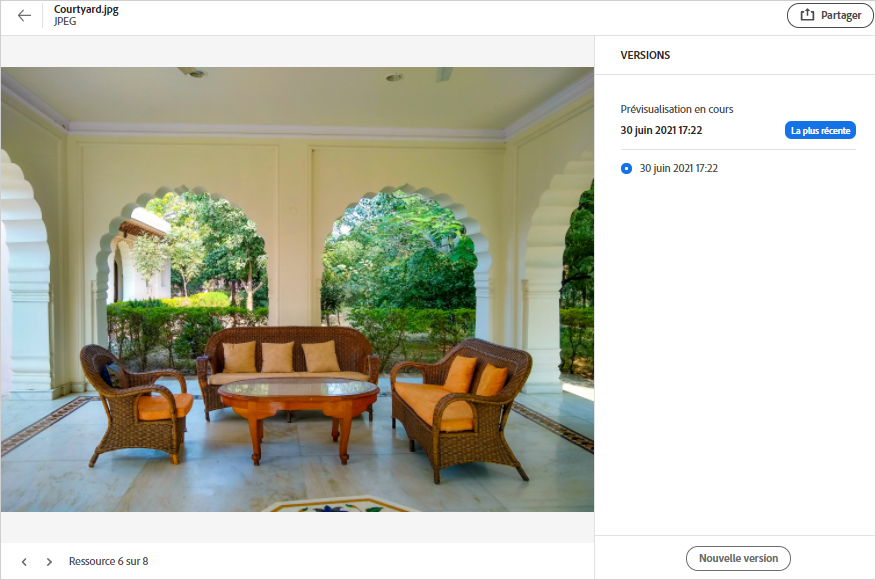 Courtyard.jpg
JPEG
Partager
VERSIONS
Prévisualisation en cours
30 juin 2021 17:22
La plus récente
30 juin 2021 17:22
Ressource 6 sur 8
Nouvelle version